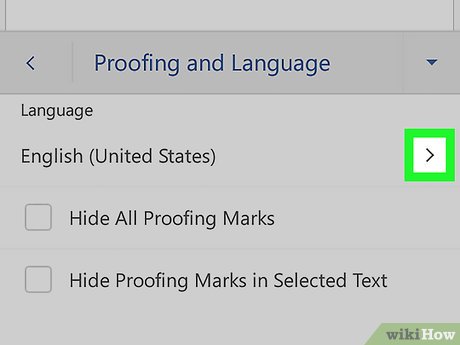 Proofing and Language
Language
English (United States)
Hide All Proofing Marks
Hide Proofing Marks in Selected Text
wikiHow